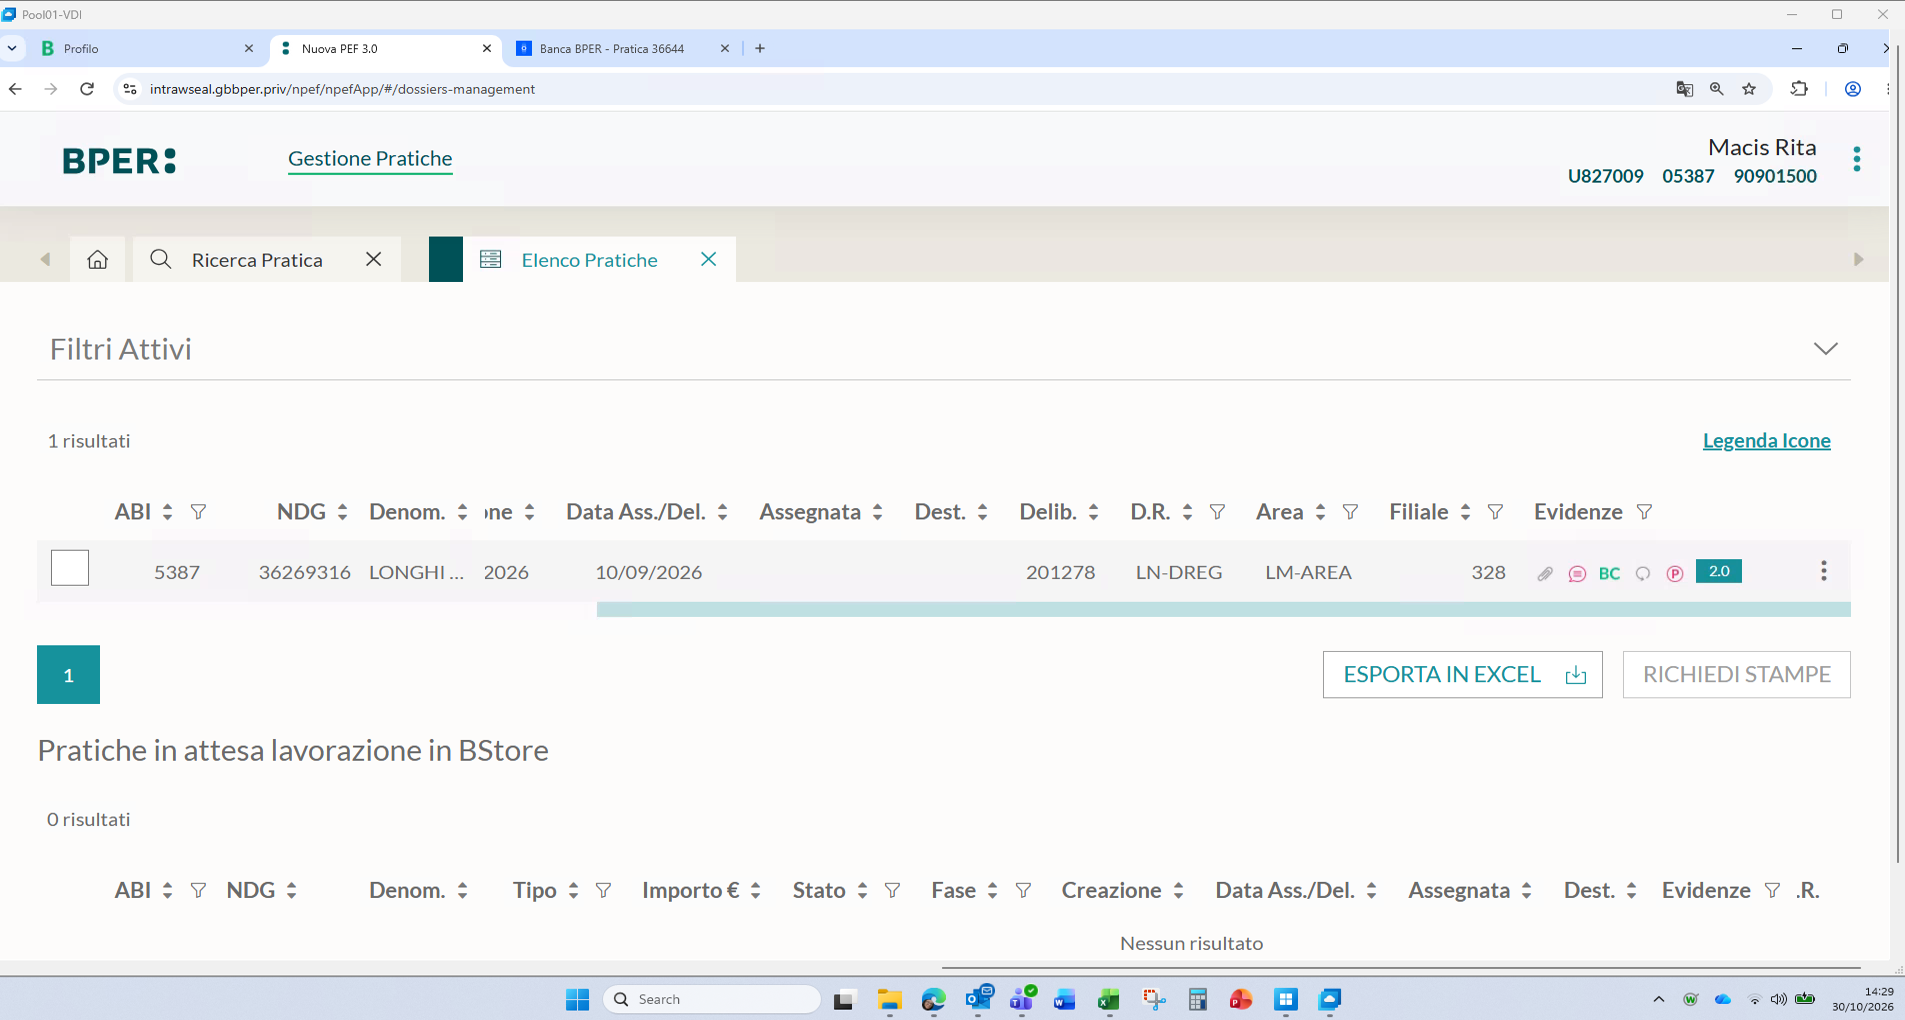 Pool01-VDI
Profilo
Nuova PEF 3.0
Banca BPER - Pratica 36644
intrawseal.gbbper.priv/npef/npefApp/#/dossiers-management
BPER:
Gestione Pratiche
Macis Rita
U827009 05387 90901500
Ricerca Pratica
Elenco Pratiche
Filtri Attivi
1 risultati
Legenda Icone
ABI NDG Denom. one Data Ass./Del. Assegnata Dest. Delib. D.R. Area Filiale Evidenze
5387 36269316 LONGHI ... 2026 10/09/2026 201278 LN-DREG LM-AREA 328 BC P 2.0
1
ESPORTA IN EXCEL
RICHIEDI STAMPE
Pratiche in attesa lavorazione in BStore
0 risultati
ABI NDG Denom. Tipo Importo € Stato Fase Creazione Data Ass./Del. Assegnata Dest. Evidenze .R.
Nessun risultato
Search
14:29
30/10/2026